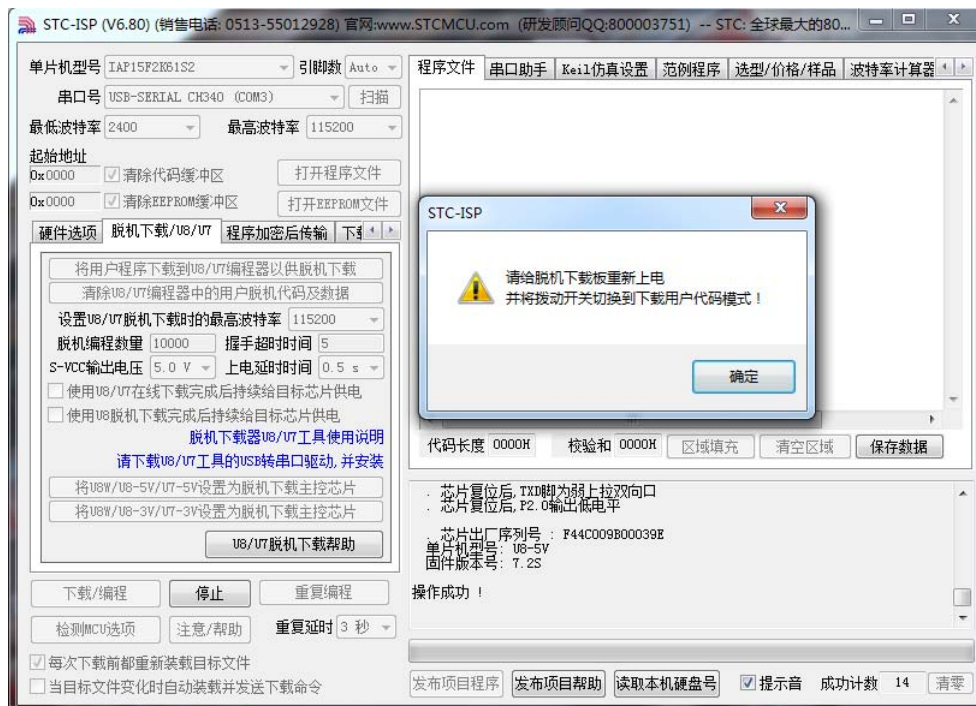 STC-ISP (V6.80) (销售电话: 0513-55012928) 官网:www.STCMCU.com (研发顾问QQ:800003751) -- STC: 全球最大的80...
单片机型号 IAP15F2K61S2 引脚数 Auto
串口号 USB-SERIAL CH340 (COM3) 扫描
最低波特率 2400 最高波特率 115200
起始地址
0x0000 清除代码缓冲区 打开程序文件
0x0000 清除EEPROM缓冲区 打开EEPROM文件
硬件选项 脱机下载/U8/U7 程序加密后传输
将用户程序下载到U8/U7编程器以供脱机下载
清除U8/U7编程器中的用户脱机代码及数据
设置U8/U7脱机下载时的最高波特率 115200
脱机编程数量 10000 握手超时时间 5
S-VCC输出电压 5.0 V 上电延时时间 0.5 s
使用U8/U7在线下载完成后持续给目标芯片供电
使用U8脱机下载完成后持续给目标芯片供电
脱机下载器U8/U7工具使用说明
请下载U8/U7工具的USB转串口驱动,并安装
将U8W/U8-5V/U7-5V设置为脱机下载主控芯片
将U8W/U8-3V/U7-3V设置为脱机下载主控芯片
U8/U7脱机下载帮助
下载/编程 停止 重复编程
检测MCU选项 注意/帮助 重复延时 3 秒
每次下载前都重新装载目标文件
当目标文件变化时自动装载并发送下载命令
程序文件 串口助手 Keil仿真设置 范例程序 选型/价格/样品 波特率计算器
STC-ISP
请给脱机下载板重新上电
并将拨动开关切换到下载用户代码模式！
确定
代码长度 0000H 校验和 0000H 区域填充 清空区域 保存数据
. 芯片复位后,TXD脚为弱上拉双向口
. 芯片复位后,P2.0输出低电平
. 芯片出厂序列号 : F44C009B00039E
单片机型号: U8-5V
固件版本号: 7.2S
操作成功 !
发布项目程序 发布项目帮助 读取本机硬盘号 提示音 成功计数 14 清零